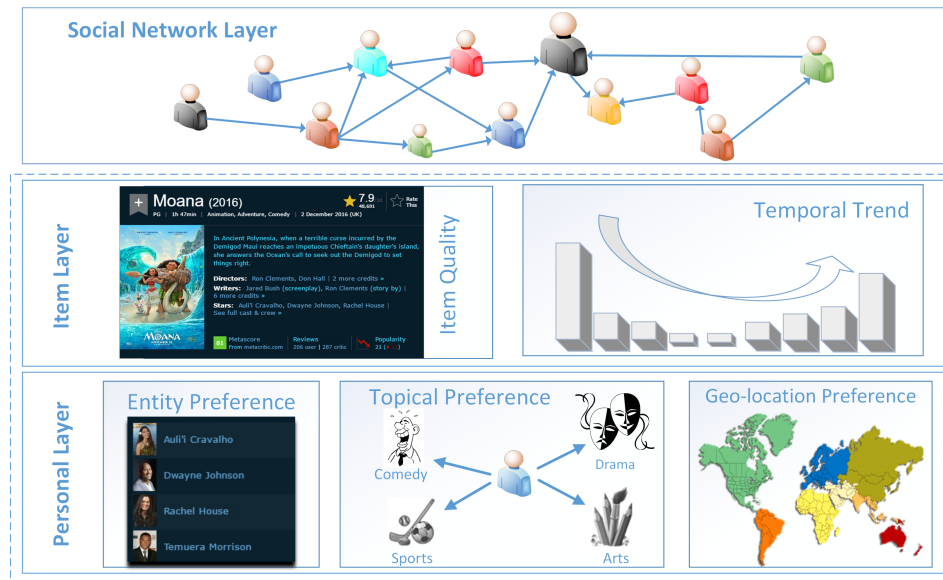 Social Network Layer
Item Layer
+ Moana (2016)
7.9
48,691
Rate
This
PG | 1h 47min | Animation, Adventure, Comedy | 2 December 2016 (UK)
In Ancient Polynesia, when a terrible curse incurred by the
Demigod Maui reaches an impetuous Chieftain's daughter's island,
she answers the Ocean's call to seek out the Demigod to set
things right.
Directors: Ron Clements, Don Hall | 2 more credits »
Writers: Jared Bush (screenplay), Ron Clements (story by) |
6 more credits »
Stars: Auli'i Cravalho, Dwayne Johnson, Rachel House |
See full cast & crew »
MOANA
81
Metascore
From metacritic.com
Reviews
206 user | 287 critic
Popularity
21
Item Quality
Temporal Trend
Personal Layer
Entity Preference
Auli'i Cravalho
Dwayne Johnson
Rachel House
Temuera Morrison
Topical Preference
Comedy
Drama
Sports
Arts
Geo-location Preference